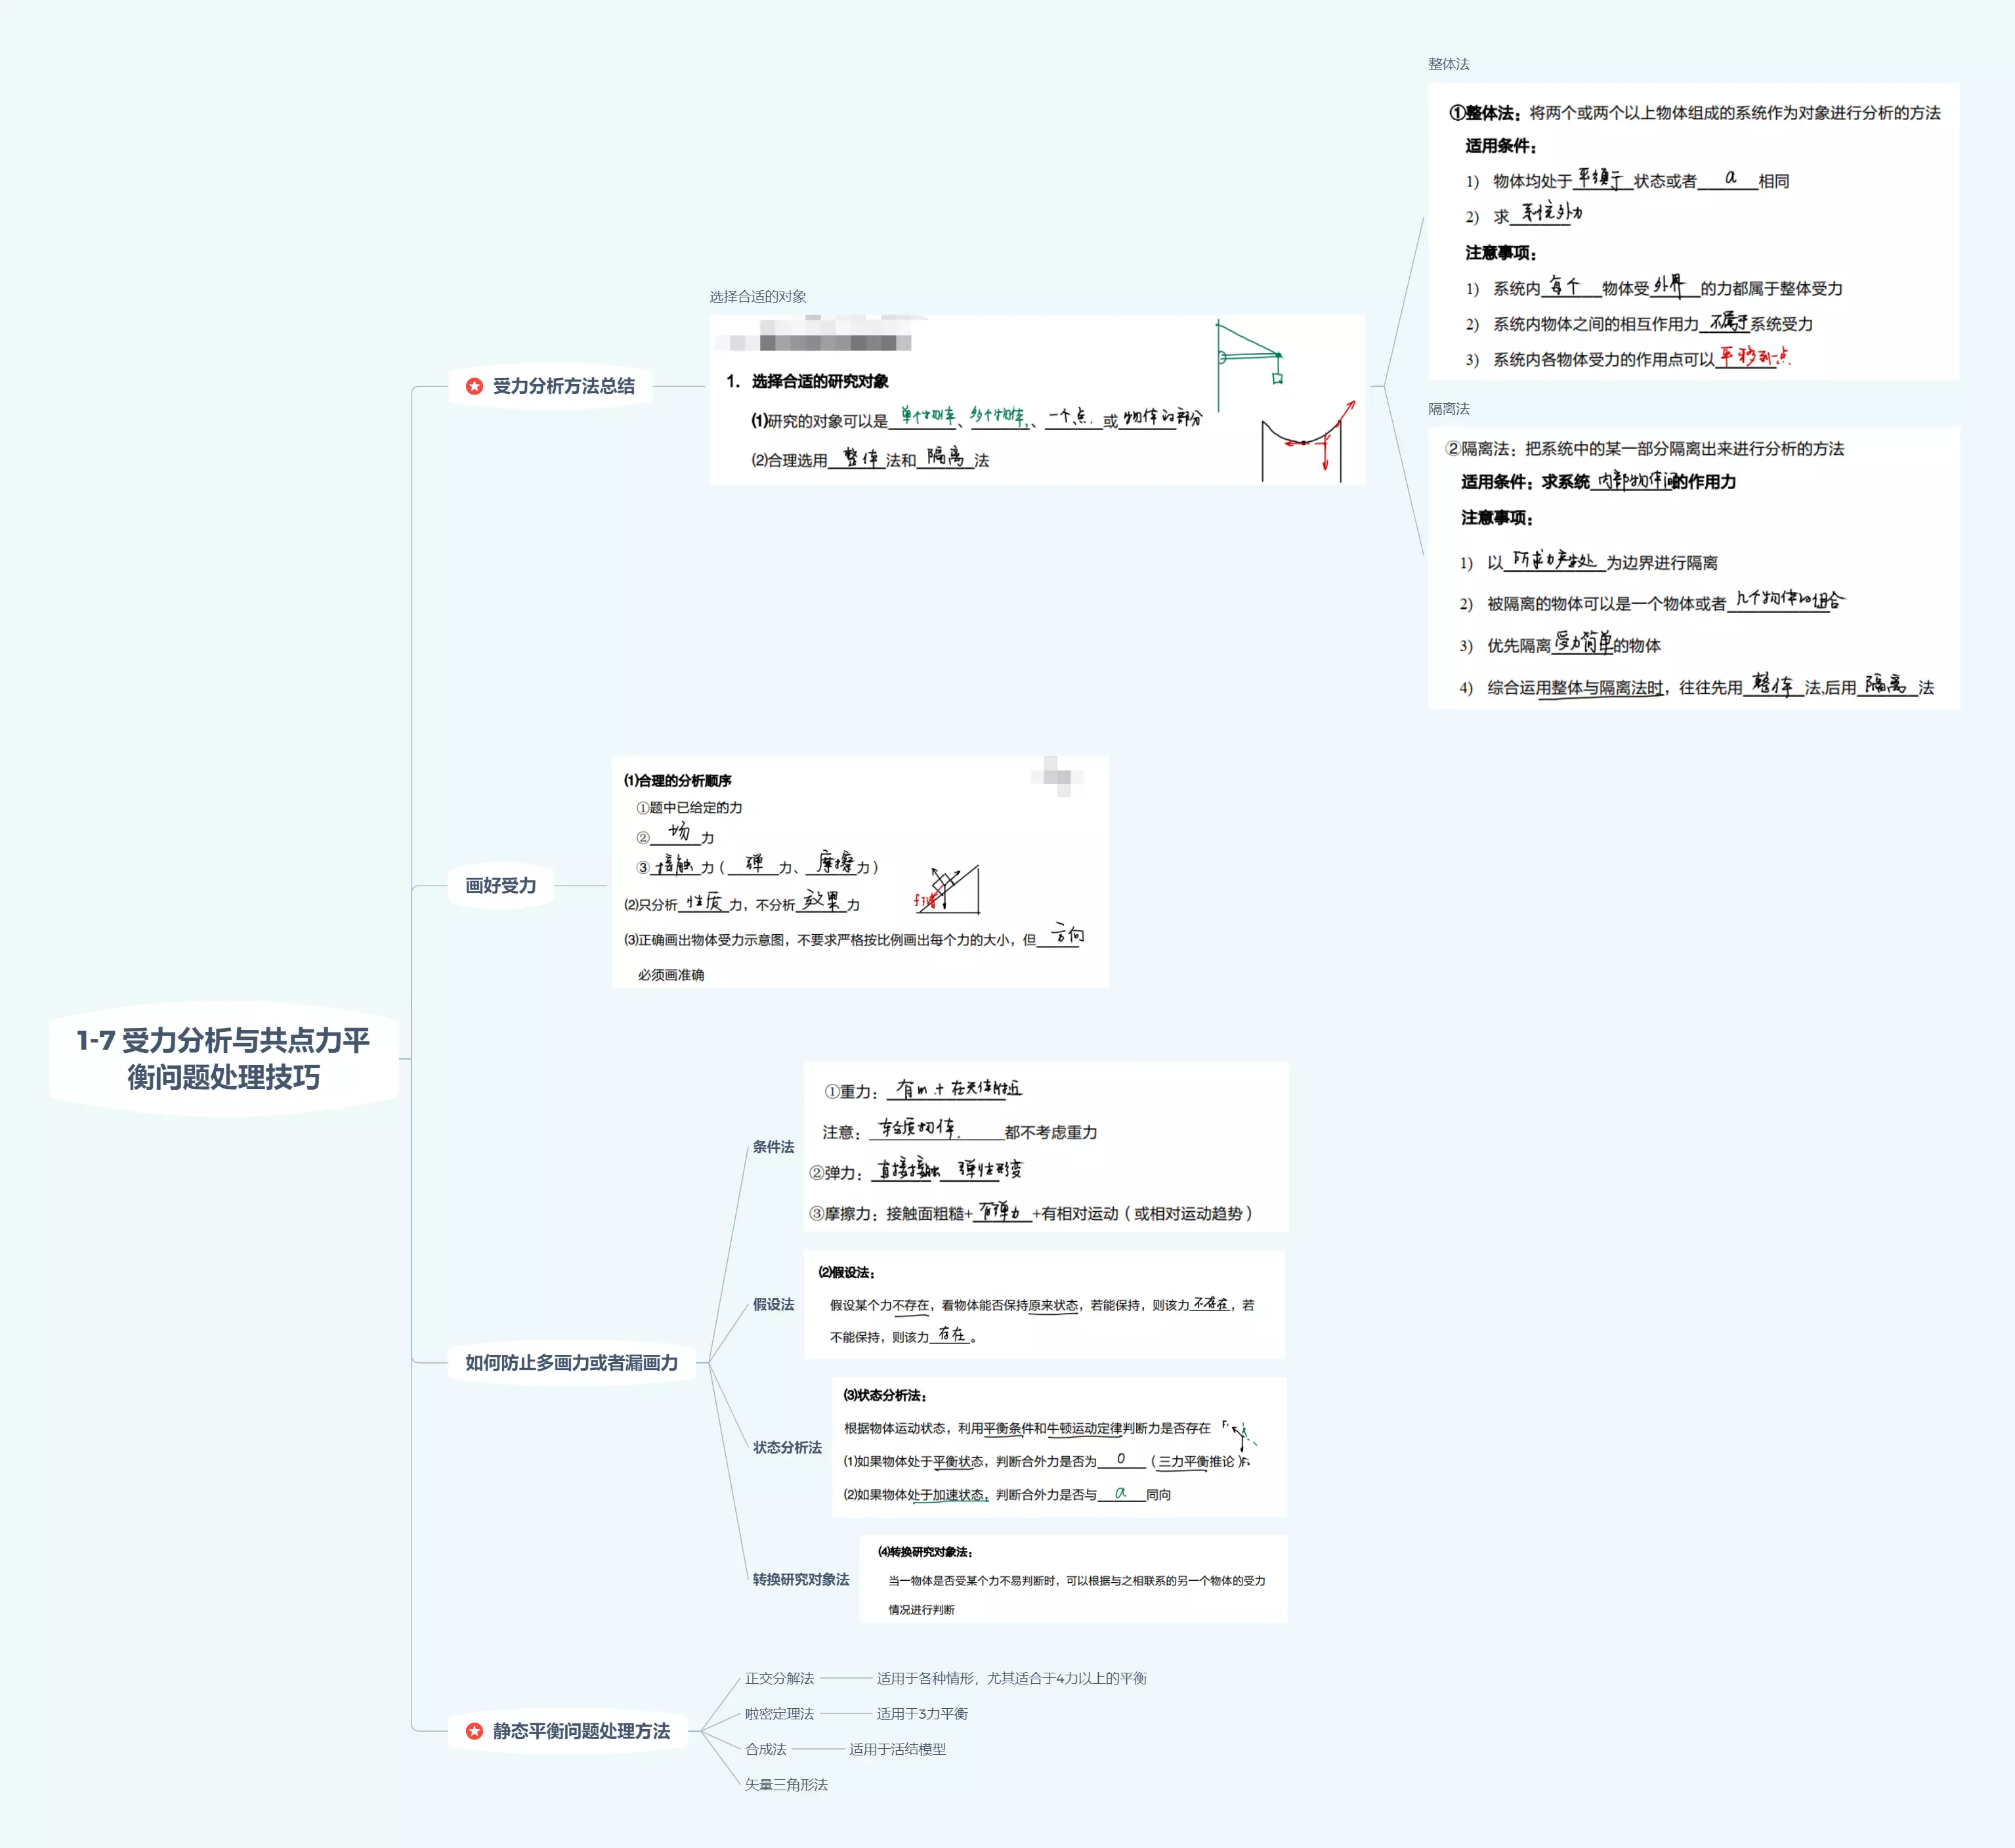 1-7 受力分析与共点力平
衡问题处理技巧
受力分析方法总结
选择合适的对象
1. 选择合适的研究对象
⑴研究的对象可以是单个物体、多个物体、一个点.或物体的部分
⑵合理选用整体法和隔离法
整体法
①整体法：将两个或两个以上物体组成的系统作为对象进行分析的方法
适用条件：
1) 物体均处于平衡状态或者a相同
2) 求系统外力
注意事项：
1) 系统内每个物体受外界的力都属于整体受力
2) 系统内物体之间的相互作用力不属于系统受力
3) 系统内各物体受力的作用点可以平移到一点.
隔离法
②隔离法：把系统中的某一部分隔离出来进行分析的方法
适用条件：求系统内部物体间的作用力
注意事项：
1) 以所求力产生处为边界进行隔离
2) 被隔离的物体可以是一个物体或者几个物体的组合
3) 优先隔离受力简单的物体
4) 综合运用整体与隔离法时，往往先用整体法,后用隔离法
画好受力
⑴合理的分析顺序
①题中已给定的力
②场力
③接触力（弹力、摩擦力）
⑵只分析性质力，不分析效果力
⑶正确画出物体受力示意图，不要求严格按比例画出每个力的大小，但方向
必须画准确
如何防止多画力或者漏画力
条件法
①重力：有m + 在天体附近
注意：轻质物体.都不考虑重力
②弹力：直接接触 弹性形变
③摩擦力：接触面粗糙+有弹力+有相对运动（或相对运动趋势）
假设法
⑵假设法：
假设某个力不存在，看物体能否保持原来状态，若能保持，则该力不存在，若
不能保持，则该力存在。
状态分析法
⑶状态分析法：
根据物体运动状态，利用平衡条件和牛顿运动定律判断力是否存在
⑴如果物体处于平衡状态，判断合外力是否为0（三力平衡推论）
⑵如果物体处于加速状态，判断合外力是否与a同向
转换研究对象法
⑷转换研究对象法：
当一物体是否受某个力不易判断时，可以根据与之相联系的另一个物体的受力
情况进行判断
静态平衡问题处理方法
正交分解法
适用于各种情形，尤其适合于4力以上的平衡
啦密定理法
适用于3力平衡
合成法
适用于活结模型
矢量三角形法